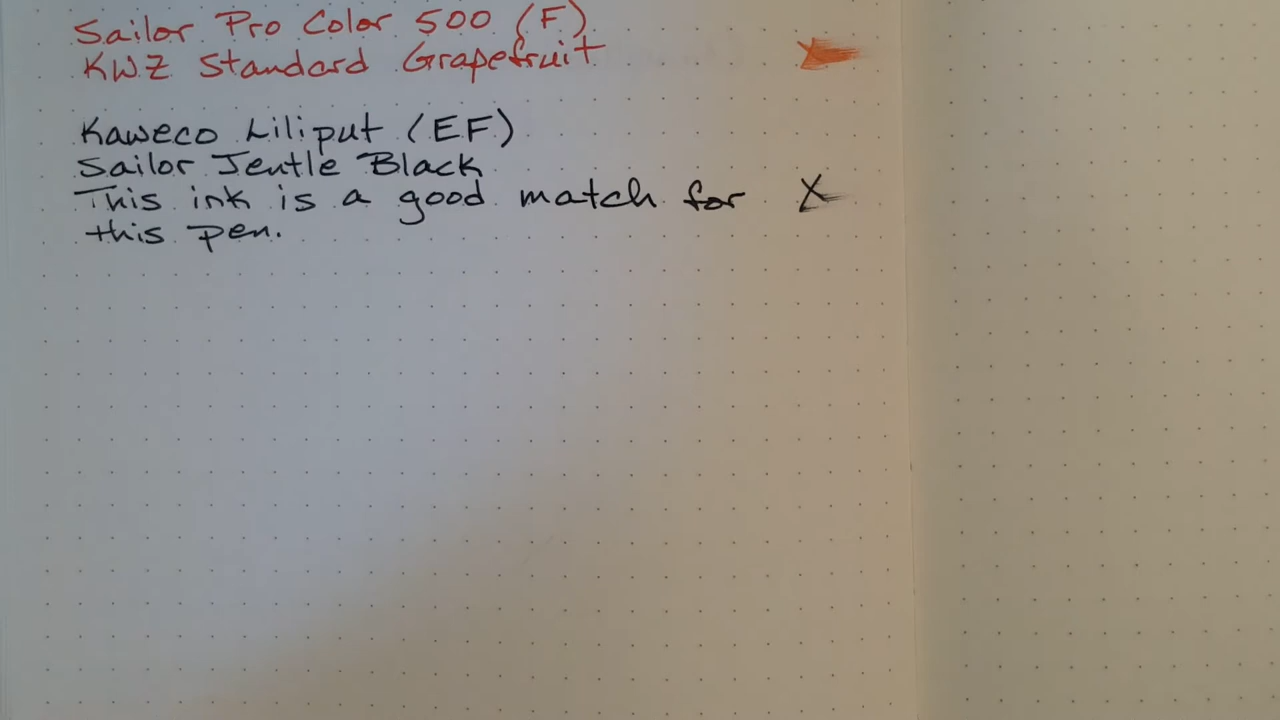 Sailor Pro Color 500 (F)
KWZ Standard Grapefruit
Kaweco Liliput (EF)
Sailor Jentle Black
This ink is a good match for
this pen.